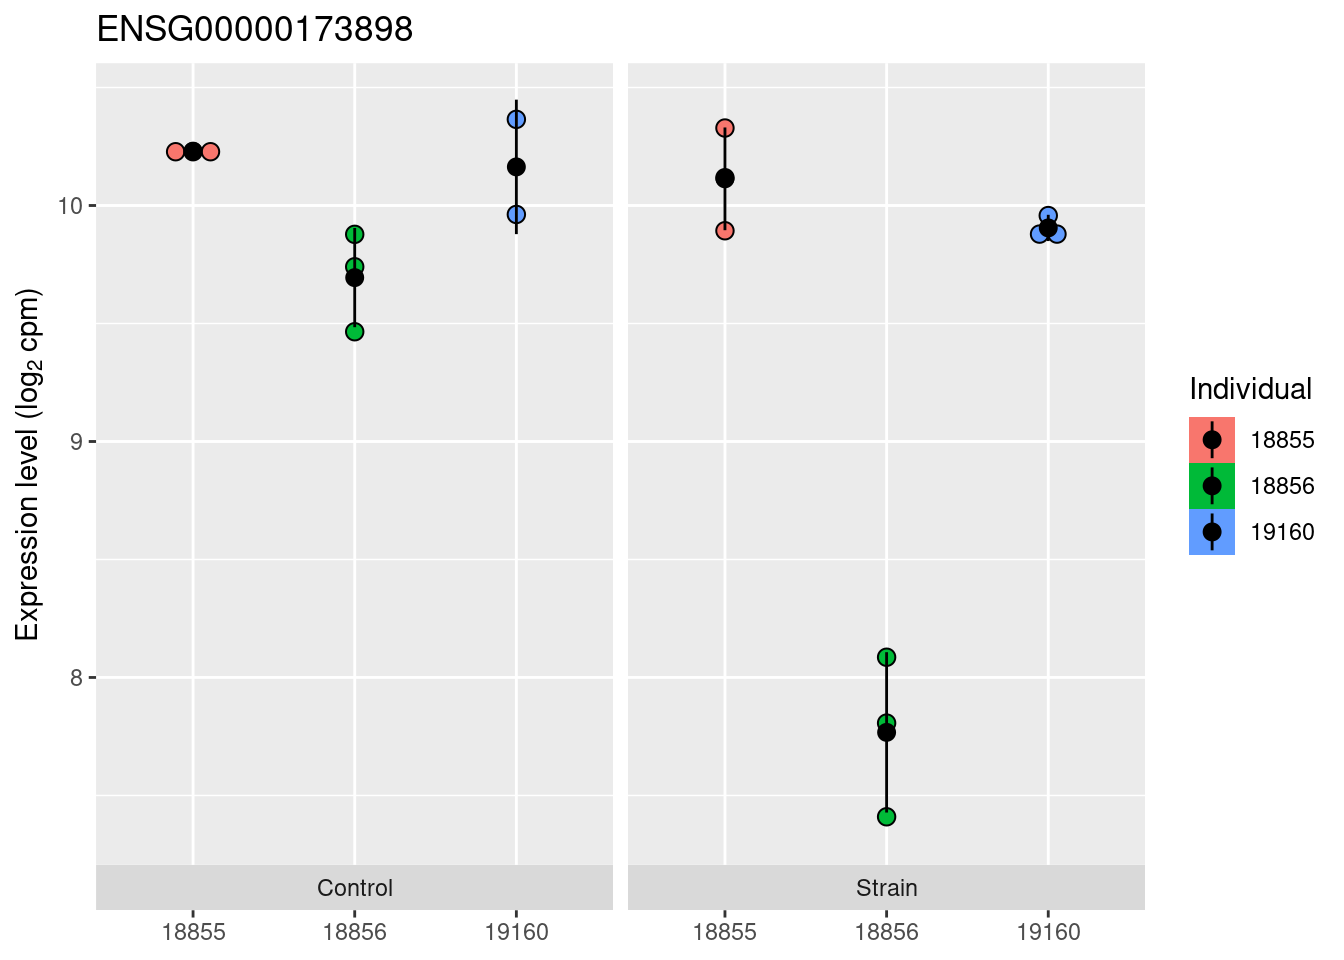 ENSG00000173898
Expression level (log2 cpm)
10
9
8
Control
Strain
18855
18856
19160
18855
18856
19160
Individual
18855
18856
19160